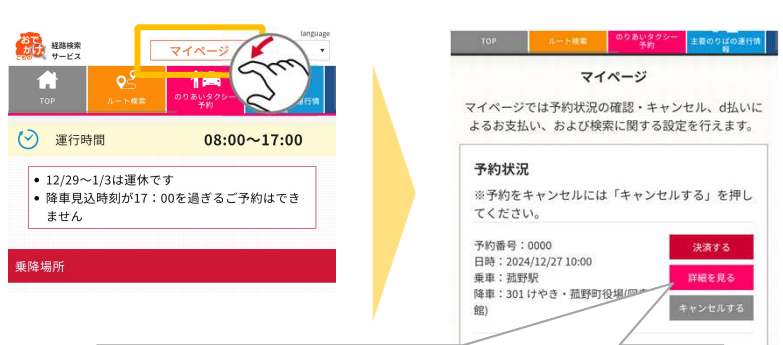 おで
かけ
こもの
経路検索
サービス
マイページ
language
TOP
ルート検索
のりあいタクシー
予約
運行情
運行時間
08:00〜17:00
• 12/29〜1/3は運休です
• 降車見込時刻が17：00を過ぎるご予約はでき
ません
乗降場所
TOP
ルート検索
のりあいタクシー
予約
主要のりばの運行情
報
マイページ
マイページでは予約状況の確認・キャンセル、d払いに
よるお支払い、および検索に関する設定を行えます。
予約状況
※予約をキャンセルには「キャンセルする」を押し
てください。
予約番号：0000
日時：2024/12/27 10:00
乗車：菰野駅
降車：301 けやき・菰野町役場(図
館)
決済する
詳細を見る
キャンセルする